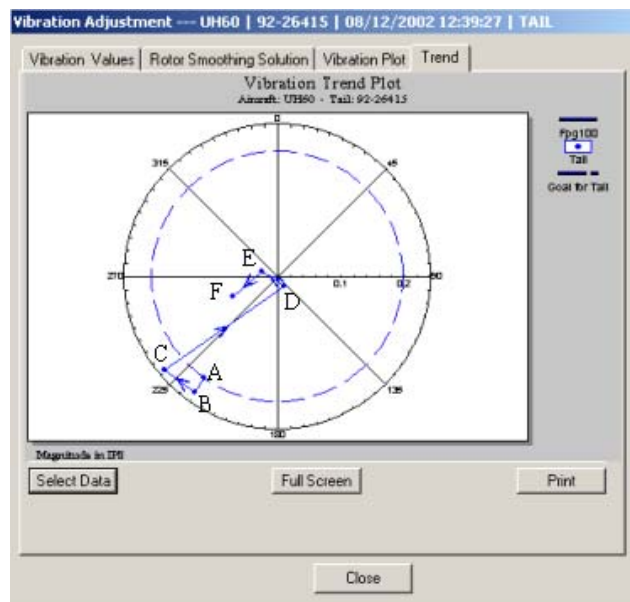 Vibration Adjustment --- UH60 | 92-26415 | 08/12/2002 12:39:27 | TAIL
Vibration Values
Rotor Smoothing Solution
Vibration Plot
Trend
Vibration Trend Plot
Aircraft: UH60 - Tail: 92-26415
0
315
45
Fpg100
Tail
Goal for Tail
E
270
0.1
0.2
90
F
D
C
A
225
B
135
180
Magnitude in IPS
Select Data
Full Screen
Print
Close